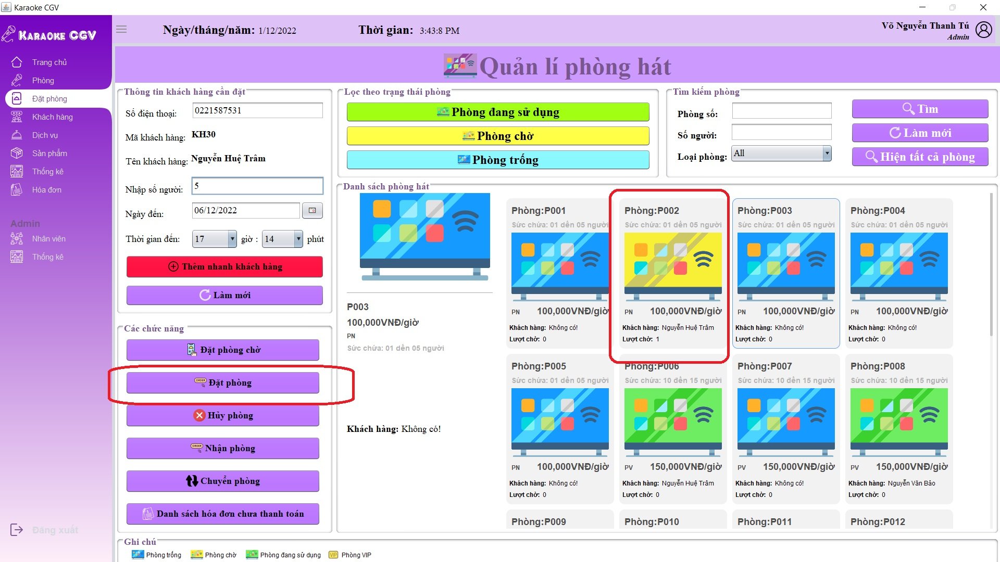 Karaoke CGV
KARAOKE CGV
Ngày/tháng/năm: 1/12/2022
Thời gian: 3:43:8 PM
Võ Nguyễn Thanh Tú
Admin
Trang chủ
Phòng
Đặt phòng
Khách hàng
Dịch vụ
Sản phẩm
Thống kê
Hóa đơn
Admin
Nhân viên
Thống kê
Đăng xuất
Quản lí phòng hát
Thông tin khách hàng cần đặt
Số điện thoại: 0221587531
Mã khách hàng: KH30
Tên khách hàng: Nguyễn Huệ Trâm
Nhập số người: 5
Ngày đến: 06/12/2022
Thời gian đến: 17 giờ : 14 phút
Thêm nhanh khách hàng
Làm mới
Các chức năng
Đặt phòng chờ
ORDER Đặt phòng
Hủy phòng
ORDER Nhận phòng
Chuyển phòng
Danh sách hóa đơn chưa thanh toán
Lọc theo trạng thái phòng
Phòng đang sử dụng
Phòng chờ
Phòng trống
Tìm kiếm phòng
Phòng số:
Số người:
Loại phòng: All
Tìm
Làm mới
Hiện tất cả phòng
Danh sách phòng hát
P003
100,000VNĐ/giờ
PN
Sức chứa: 01 dến 05 người
Khách hàng: Không có!
Phòng:P001
Sức chứa: 01 dến 05 người
PN 100,000VNĐ/giờ
Khách hàng: Không có!
Lượt chờ: 0
Phòng:P002
Sức chứa: 01 dến 05 người
PN 100,000VNĐ/giờ
Khách hàng: Nguyễn Huệ Trâm
Lượt chờ: 1
Phòng:P003
Sức chứa: 01 dến 05 người
PN 100,000VNĐ/giờ
Khách hàng: Không có!
Lượt chờ: 0
Phòng:P004
Sức chứa: 01 dến 05 người
PN 100,000VNĐ/giờ
Khách hàng: Không có!
Lượt chờ: 0
Phòng:P005
Sức chứa: 01 dến 05 người
PN 100,000VNĐ/giờ
Khách hàng: Không có!
Lượt chờ: 0
Phòng:P006
Sức chứa: 10 dến 15 người
PV 150,000VNĐ/giờ
Khách hàng: Nguyễn Huệ Trâm
Lượt chờ: 0
Phòng:P007
Sức chứa: 10 dến 15 người
PV 150,000VNĐ/giờ
Khách hàng: Không có!
Lượt chờ: 0
Phòng:P008
Sức chứa: 10 dến 15 người
PV 150,000VNĐ/giờ
Khách hàng: Nguyễn Văn Bảo
Lượt chờ: 0
Phòng:P009
Phòng:P010
Phòng:P011
Phòng:P012
Ghi chú
Phòng trống
Phòng chờ
Phòng đang sử dụng
VIP Phòng VIP